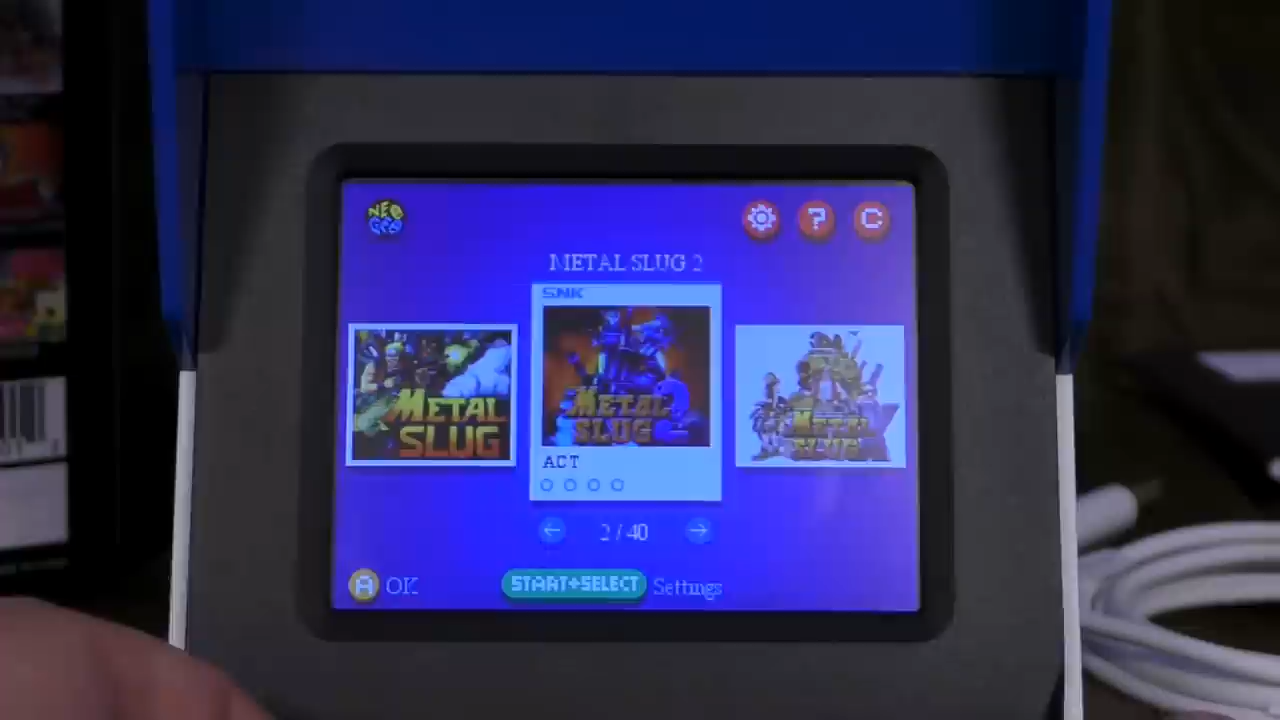 NEO
GEO
?
C
METAL SLUG 2
SNK
METAL
SLUG
METAL
SLUG 2
METAL
SLUG X
ACT
← 2 / 40 →
A OK
START+SELECT Settings